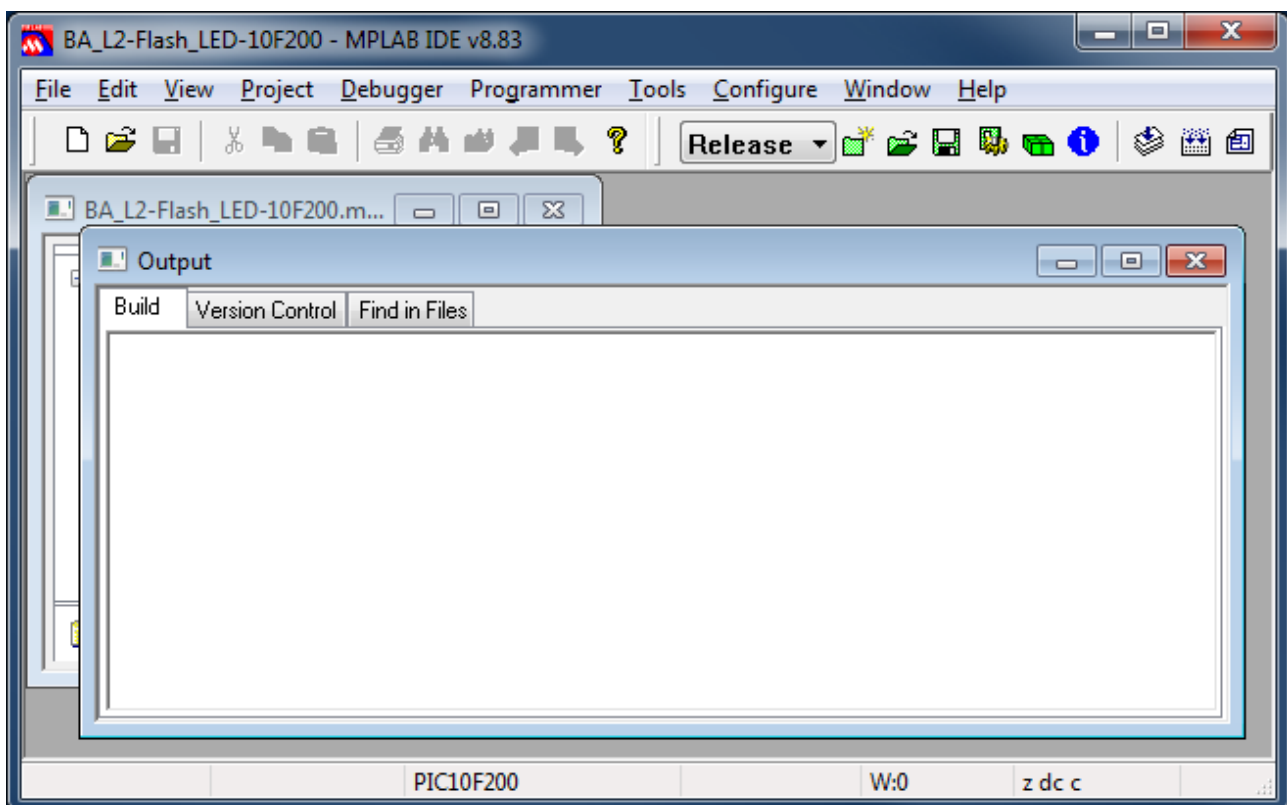 BA_L2-Flash_LED-10F200 - MPLAB IDE v8.83
File Edit View Project Debugger Programmer Tools Configure Window Help
Release
BA_L2-Flash_LED-10F200.m...
Output
Build Version Control Find in Files
PIC10F200 W:0 z dc c